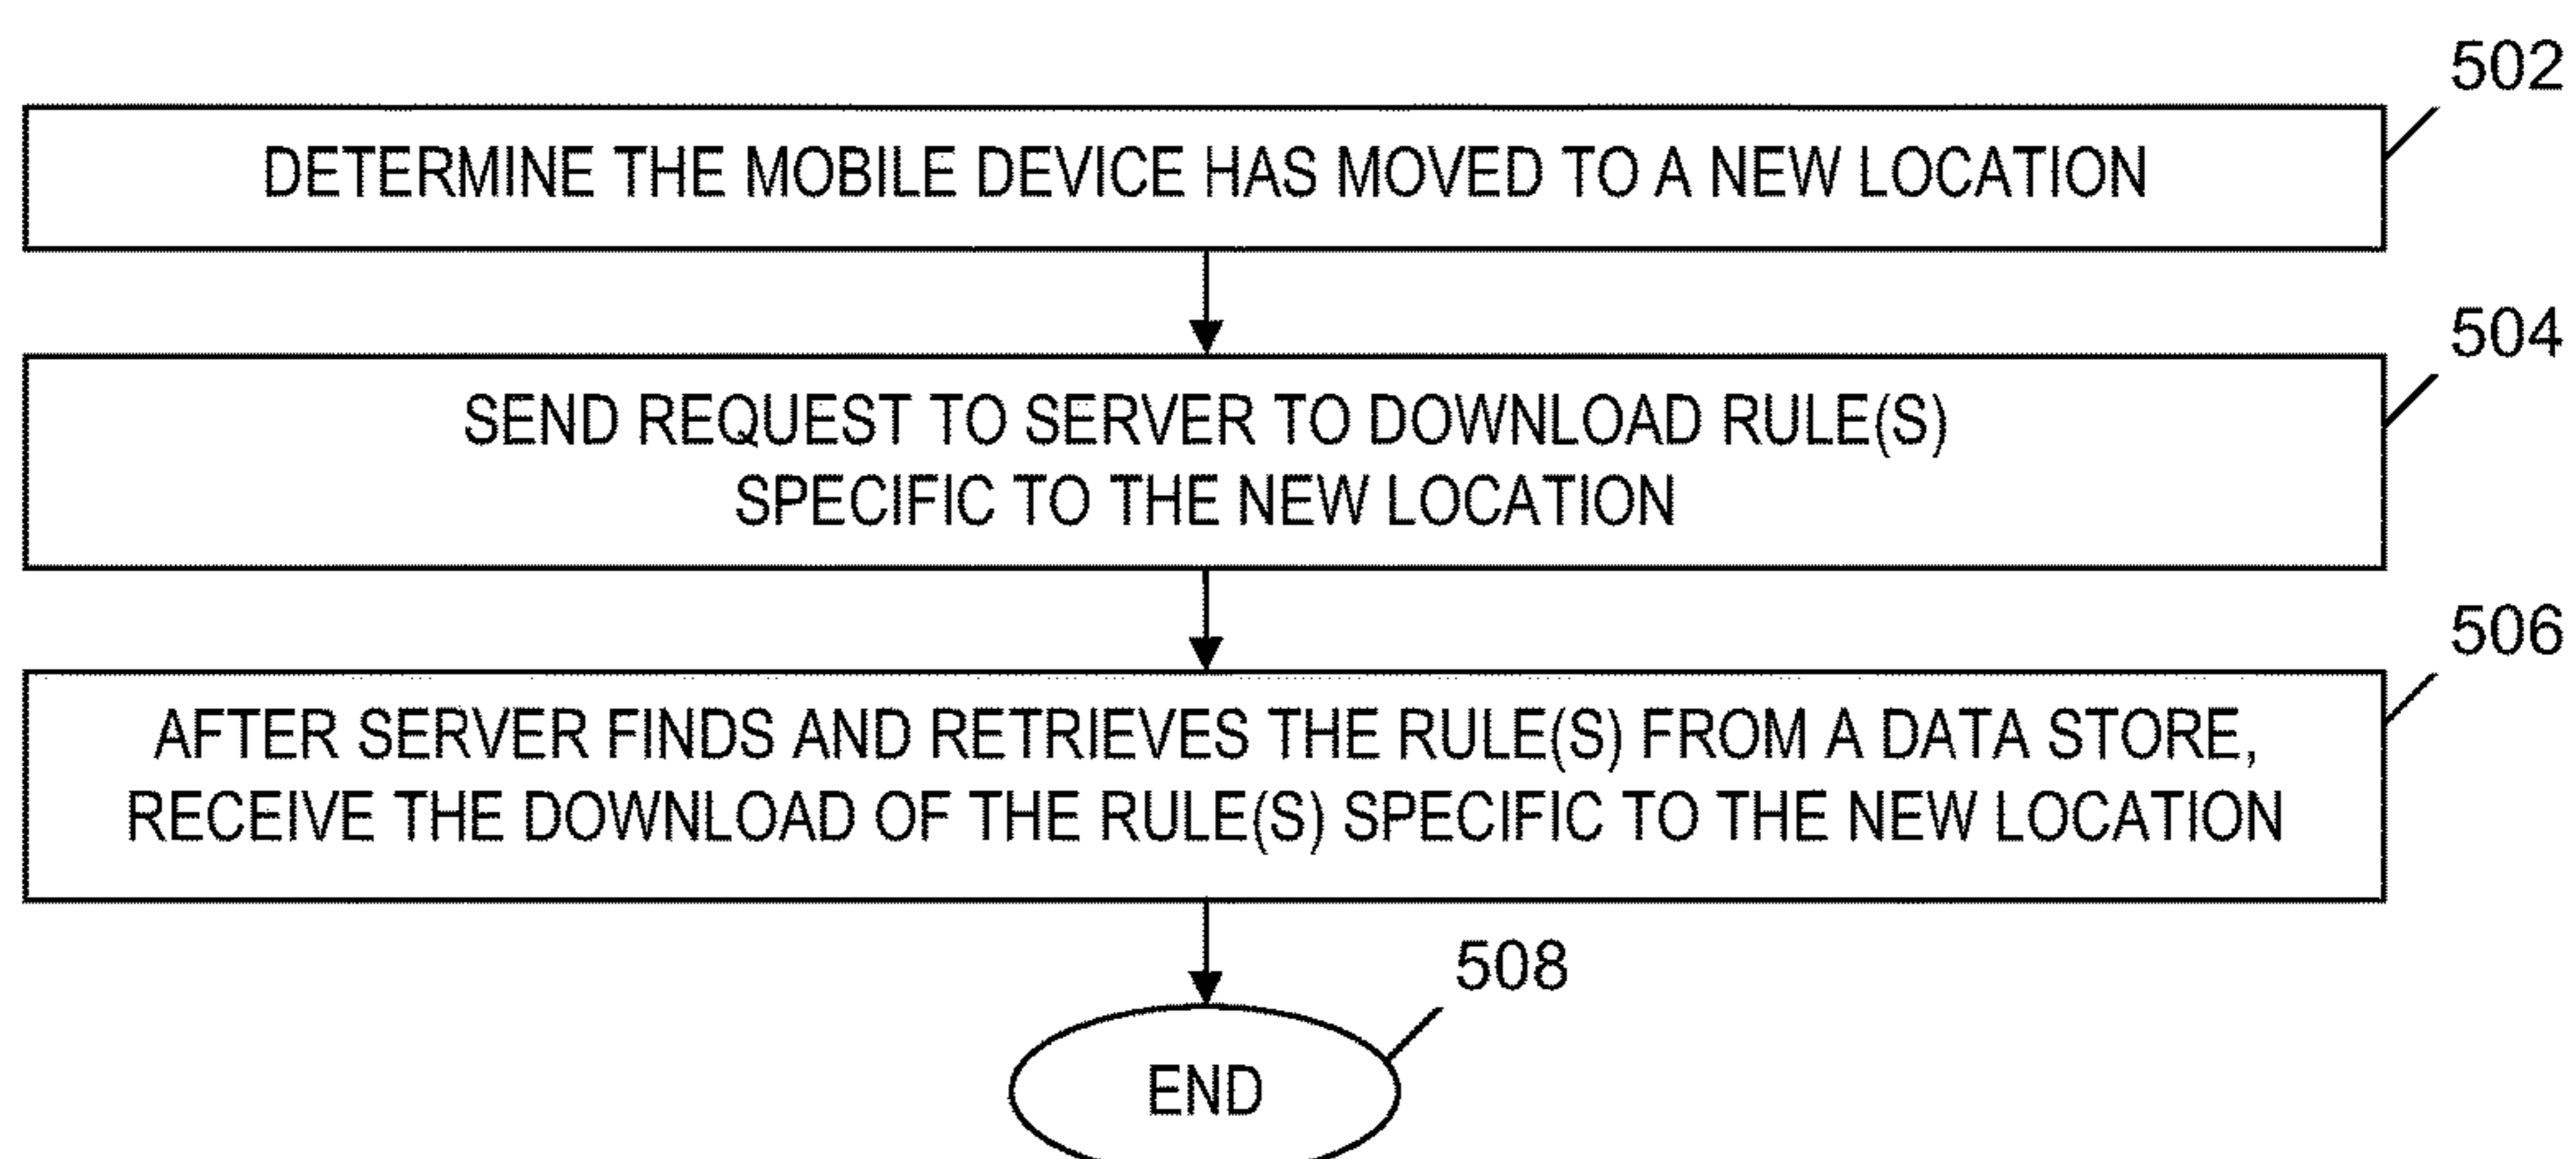 502
DETERMINE THE MOBILE DEVICE HAS MOVED TO A NEW LOCATION
504
SEND REQUEST TO SERVER TO DOWNLOAD RULE(S)
SPECIFIC TO THE NEW LOCATION
506
AFTER SERVER FINDS AND RETRIEVES THE RULE(S) FROM A DATA STORE,
RECEIVE THE DOWNLOAD OF THE RULE(S) SPECIFIC TO THE NEW LOCATION
508
END